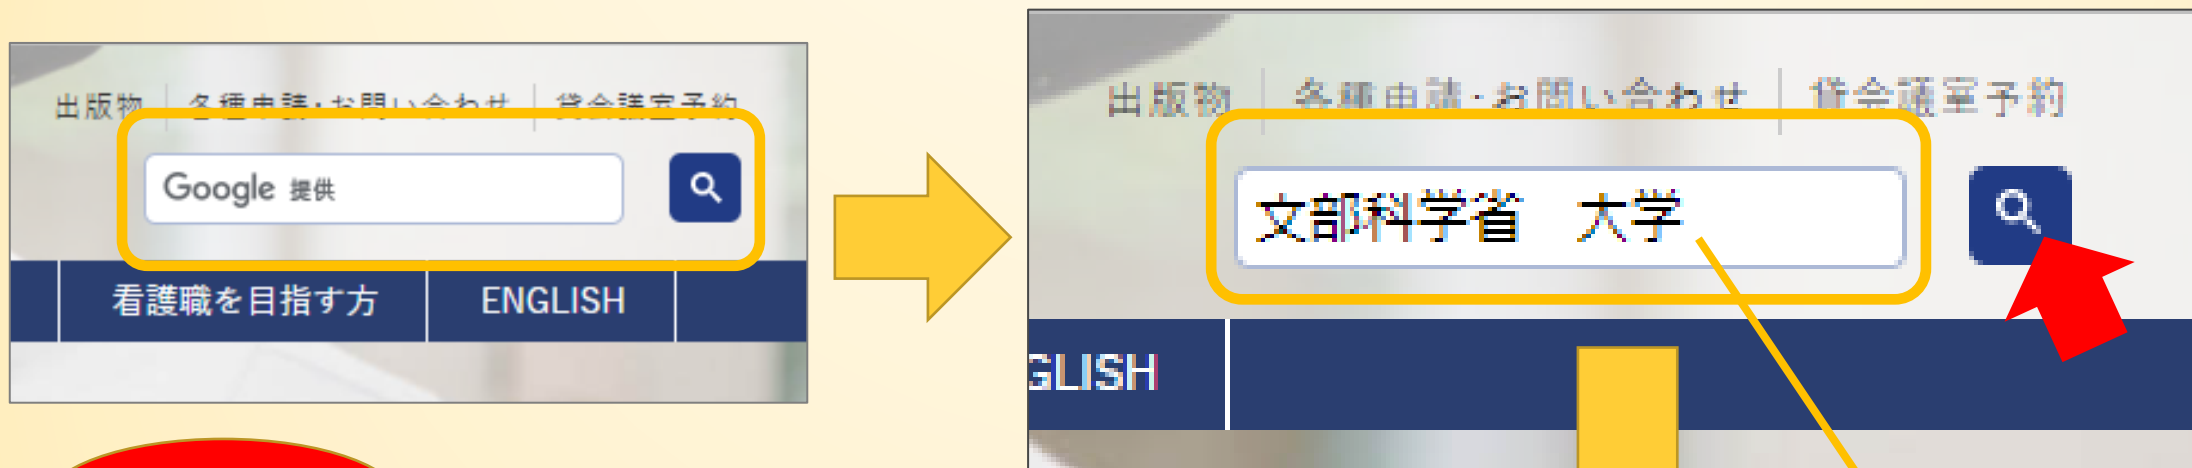 出版物 各種申請・お問い合わせ 貸会議室予約
Google 提供
看護職を目指す方 ENGLISH
出版物 各種申請・お問い合わせ 貸会議室予約
文部科学省　大学
GLISH